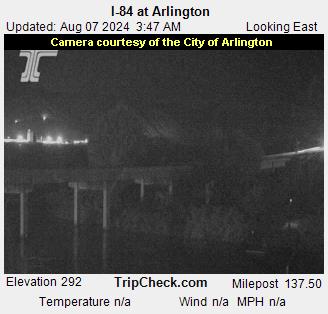 I-84 at Arlington
Updated: Aug 07 2024 3:47 AM Looking East
Camera courtesy of the City of Arlington
Elevation 292 TripCheck.com Milepost 137.50
Temperature n/a Wind n/a MPH n/a